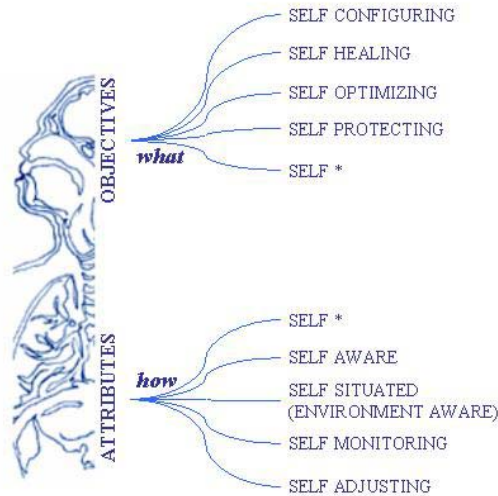 SELF CONFIGURING
SELF HEALING
SELF OPTIMIZING
SELF PROTECTING
SELF *
OBJECTIVES
what
SELF *
SELF AWARE
SELF SITUATED
(ENVIRONMENT AWARE)
SELF MONITORING
SELF ADJUSTING
ATTRIBUTES
how